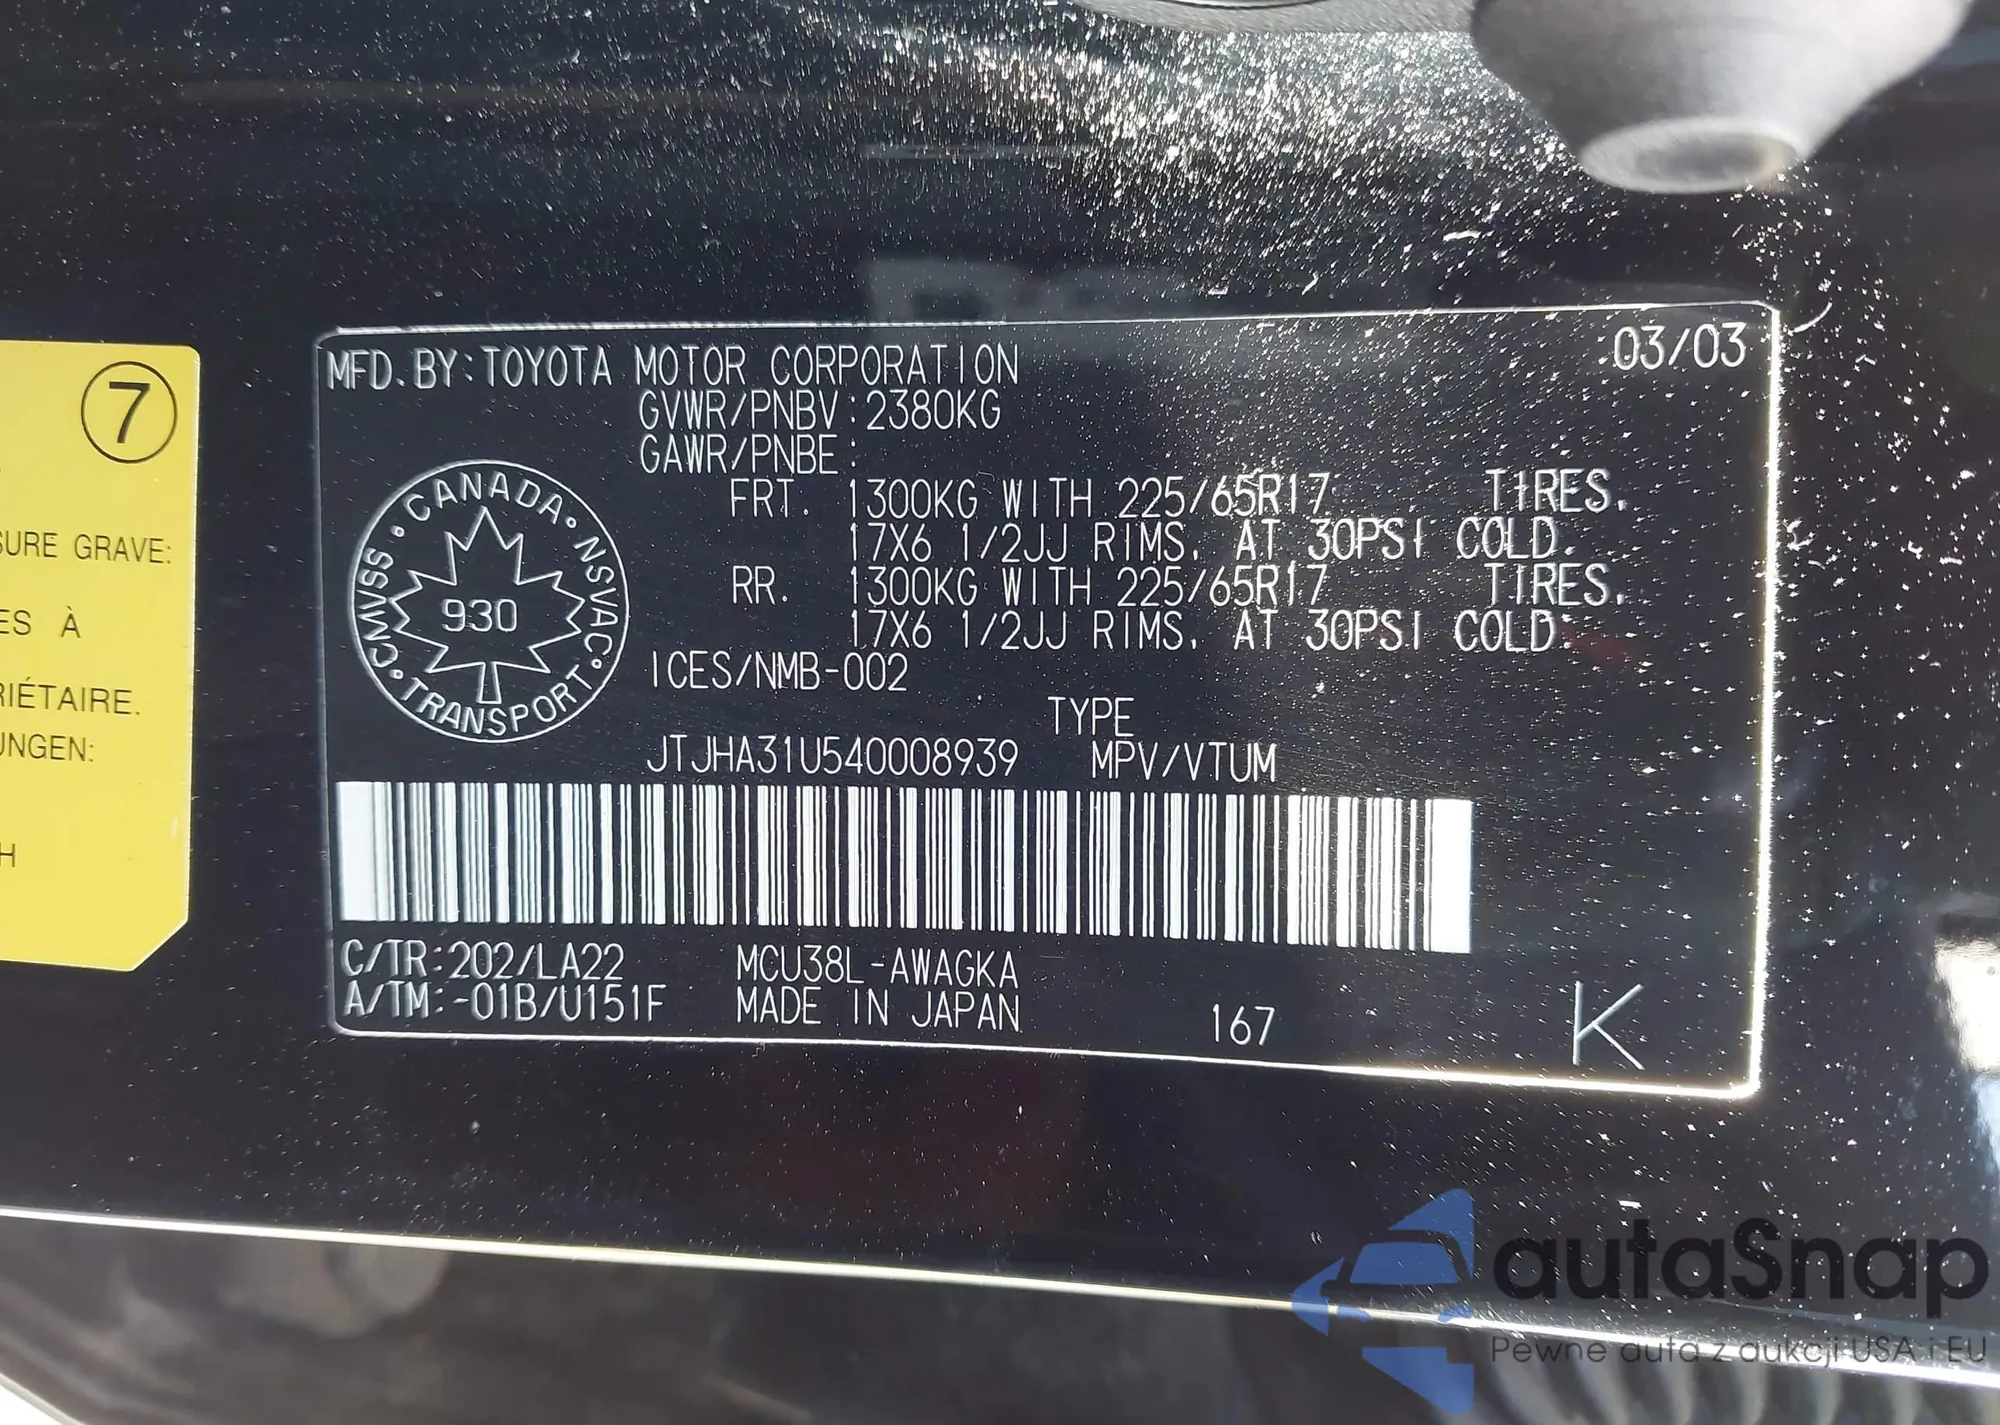 7
SURE GRAVE:
ES À
RIÉTAIRE.
UNGEN:
H
MFD. BY: TOYOTA MOTOR CORPORATION 03/03
GVWR/PNBV: 2380KG
GAWR/PNBE:
FRT. 1300KG WITH 225/65R17 TIRES.
17X6 1/2JJ RIMS. AT 30PSI COLD.
RR. 1300KG WITH 225/65R17 TIRES.
17X6 1/2JJ RIMS. AT 30PSI COLD.
CANADA · NSVAC · TRANSPORT · CMVSS ·
930
ICES/NMB-002
TYPE
JTJHA31U540008939 MPV/VTUM
C/TR: 202/LA22 MCU38L-AWAGKA
A/TM: -01B/U151F MADE IN JAPAN
167 K
autaSnap
Pewne auta z aukcji USA i EU